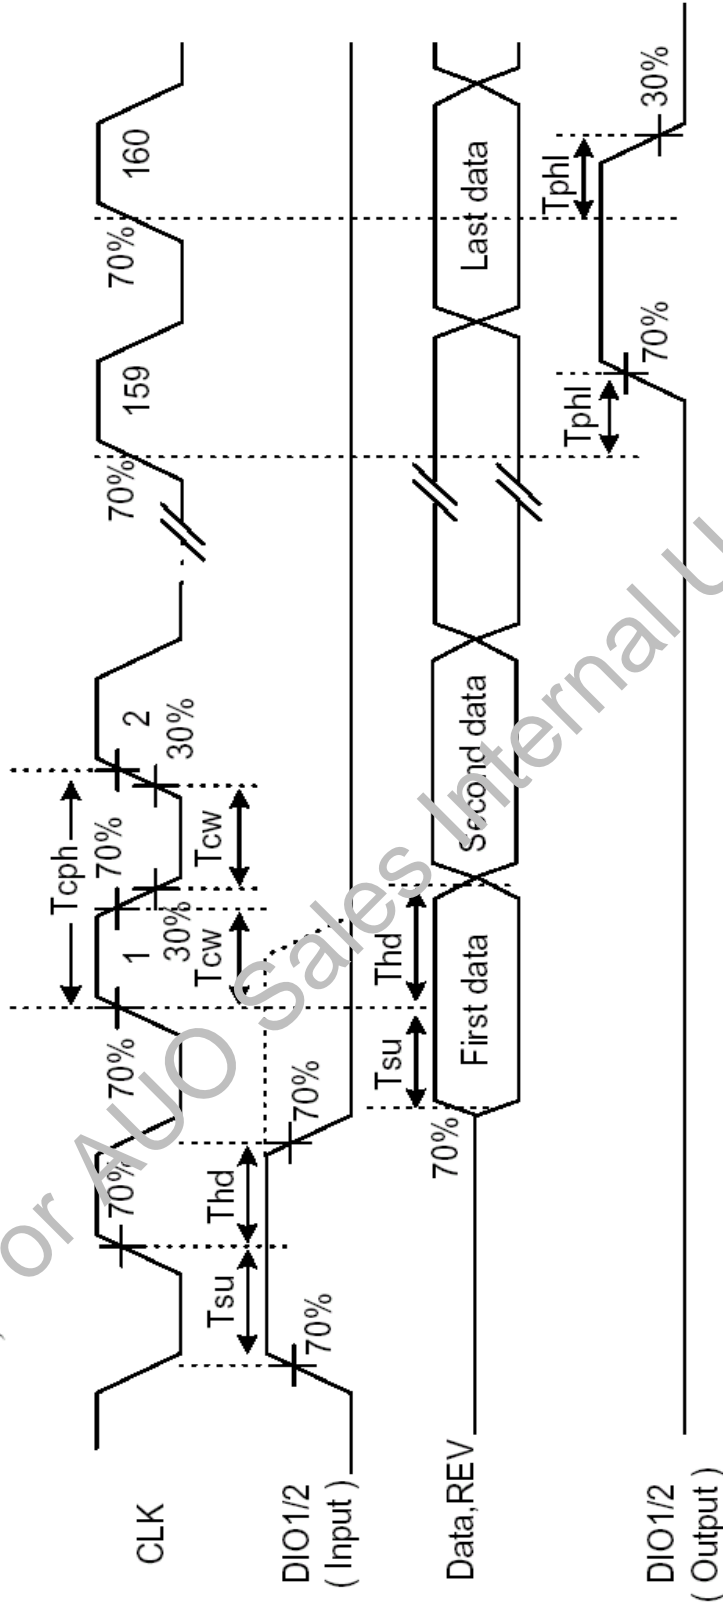 CLK
70%
70%
1
30%
Tcph
70%
2
30%
70%
159
70%
160
Tcw
Tcw
DIO1/2
( Input )
Tsu
Thd
70%
70%
Data,REV
70%
Tsu
Thd
First data
Second data
Last data
DIO1/2
( Output )
Tphl
70%
Tphl
30%
or AUO Sales Internal U